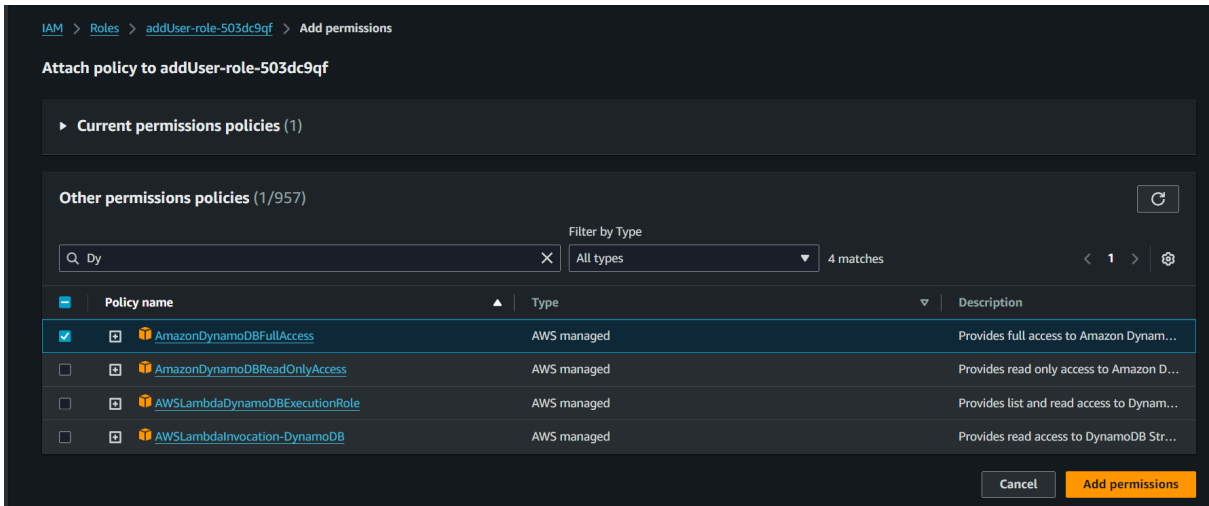 IAM > Roles > addUser-role-503dc9qf > Add permissions
Attach policy to addUser-role-503dc9qf
Current permissions policies (1)
Other permissions policies (1/957)
Filter by Type
Dy All types 4 matches < 1 >
Policy name Type Description
AmazonDynamoDBFullAccess AWS managed Provides full access to Amazon Dynam...
AmazonDynamoDBReadOnlyAccess AWS managed Provides read only access to Amazon D...
AWSLambdaDynamoDBExecutionRole AWS managed Provides list and read access to Dynam...
AWSLambdaInvocation-DynamoDB AWS managed Provides read access to DynamoDB Str...
Cancel Add permissions